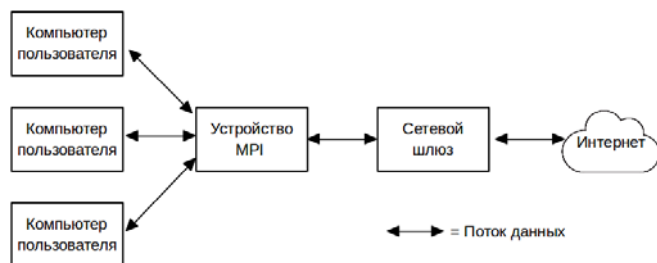 Компьютер
пользователя
Компьютер
пользователя
Устройство
MPI
Сетевой
шлюз
Интернет
Компьютер
пользователя
= Поток данных